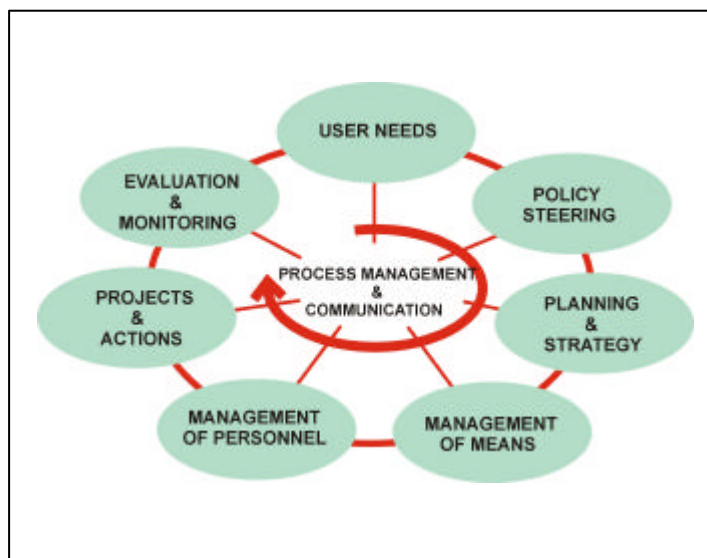 USER NEEDS
POLICY
STEERING
PLANNING
&
STRATEGY
MANAGEMENT
OF MEANS
MANAGEMENT
OF PERSONNEL
PROJECTS
&
ACTIONS
EVALUATION
&
MONITORING
PROCESS MANAGEMENT
&
COMMUNICATION